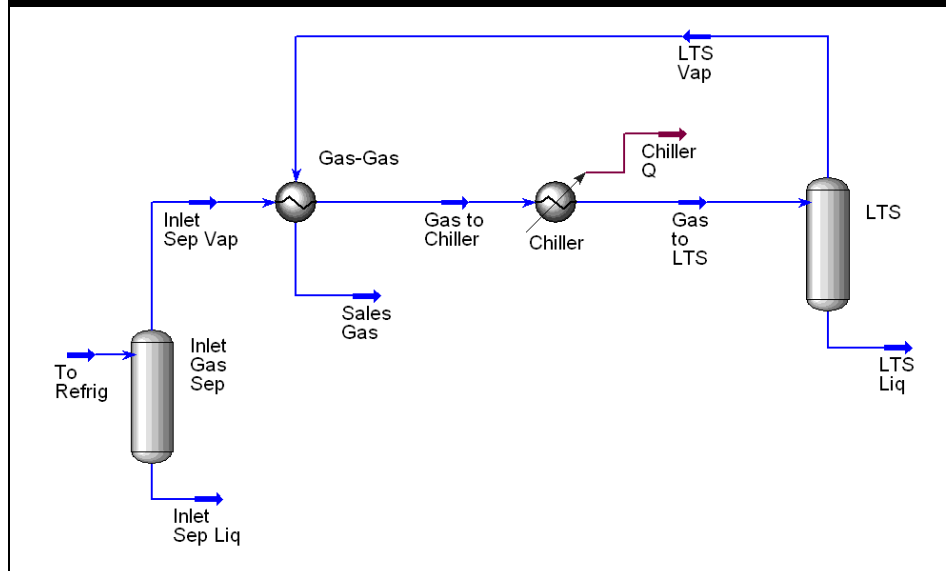 LTS
Vap
Gas-Gas
Chiller
Q
Inlet
Sep Vap
Gas to
Chiller
Chiller
Gas
to
LTS
LTS
Sales
Gas
To
Refrig
Inlet
Gas
Sep
LTS
Liq
Inlet
Sep Liq